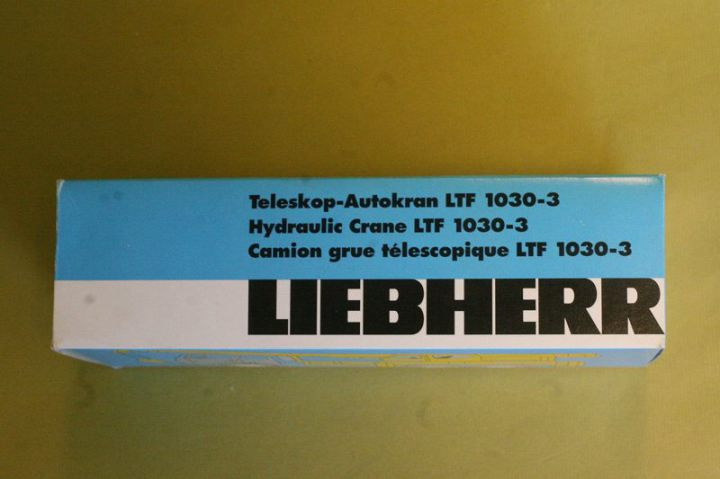 Teleskop-Autokran LTF 1030-3
Hydraulic Crane LTF 1030-3
Camion grue télescopique LTF 1030-3
LIEBHERR